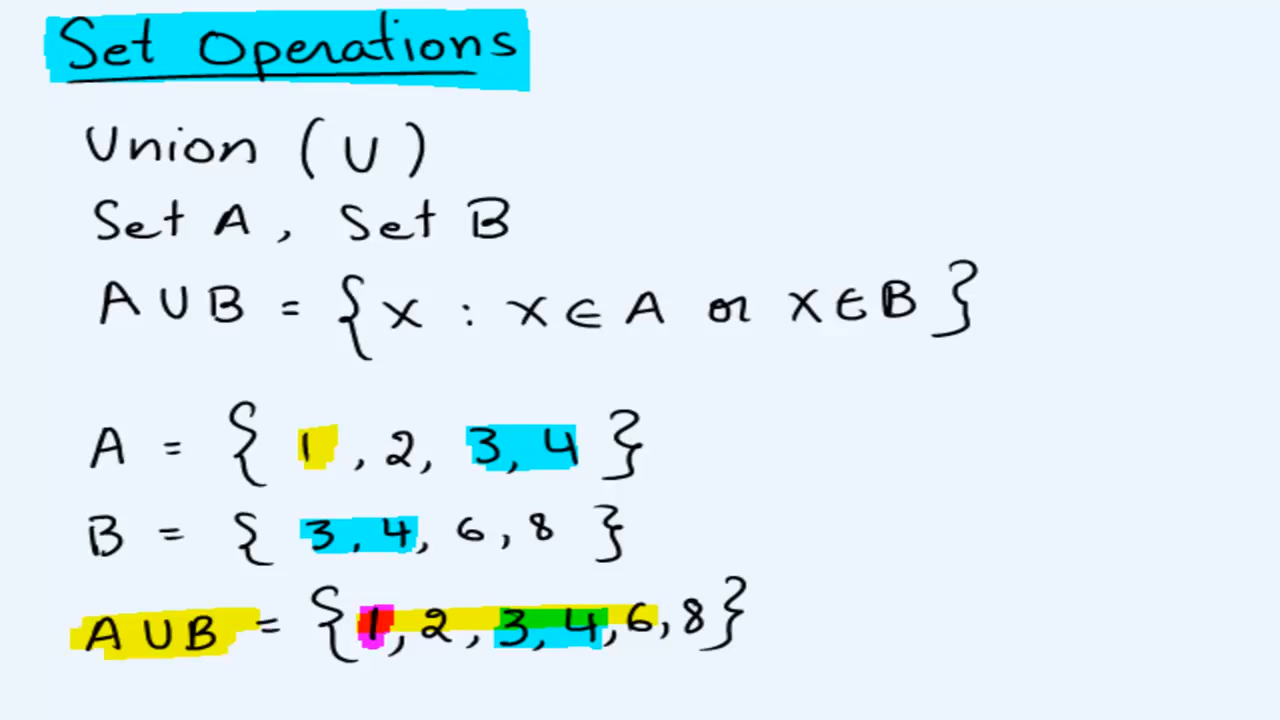 Set Operations
Union (U)
Set A, Set B
A U B = {x : x ∈ A or x ∈ B}
A = {1, 2, 3, 4}
B = {3, 4, 6, 8}
A U B = {1, 2, 3, 4, 6, 8}